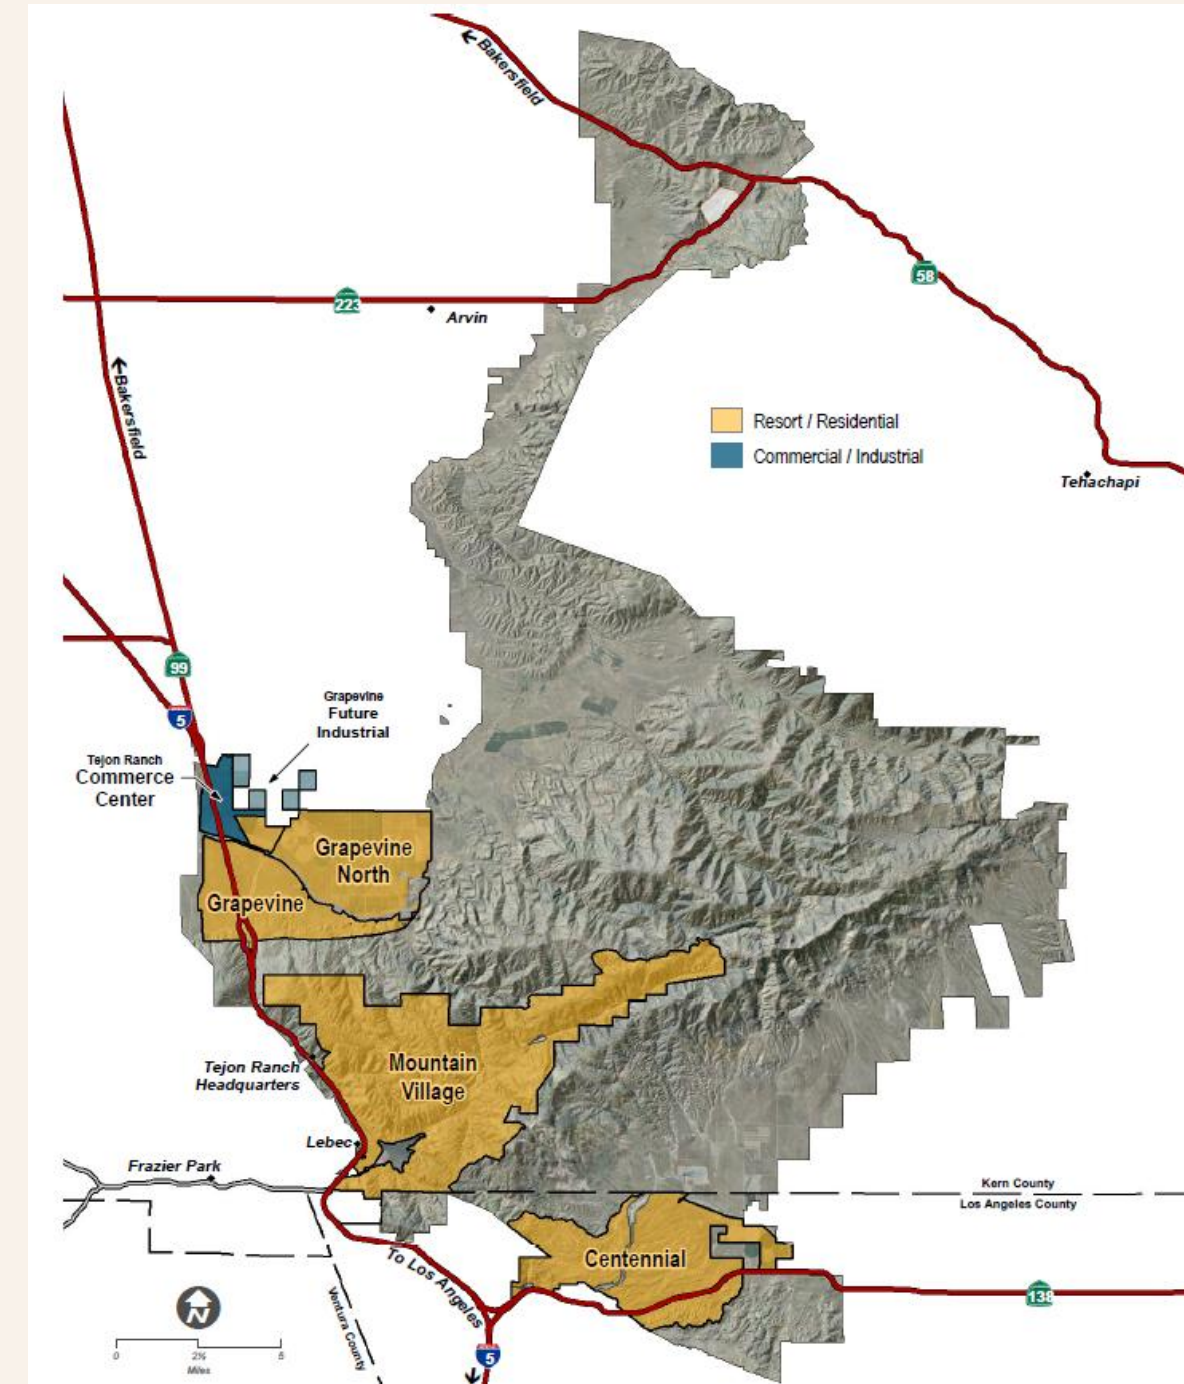 Bakersfield
58
223
Arvin
Bakersfield
Resort / Residential
Commercial / Industrial
Tehachapi
99
5
Grapevine
Future
Industrial
Tejon Ranch
Commerce
Center
Grapevine
North
Grapevine
Mountain
Village
Tejon Ranch
Headquarters
Lebec
Frazier Park
Kern County
Los Angeles County
Centennial
To Los Angeles
138
Ventura County
N
0 2½ 5
Miles
5